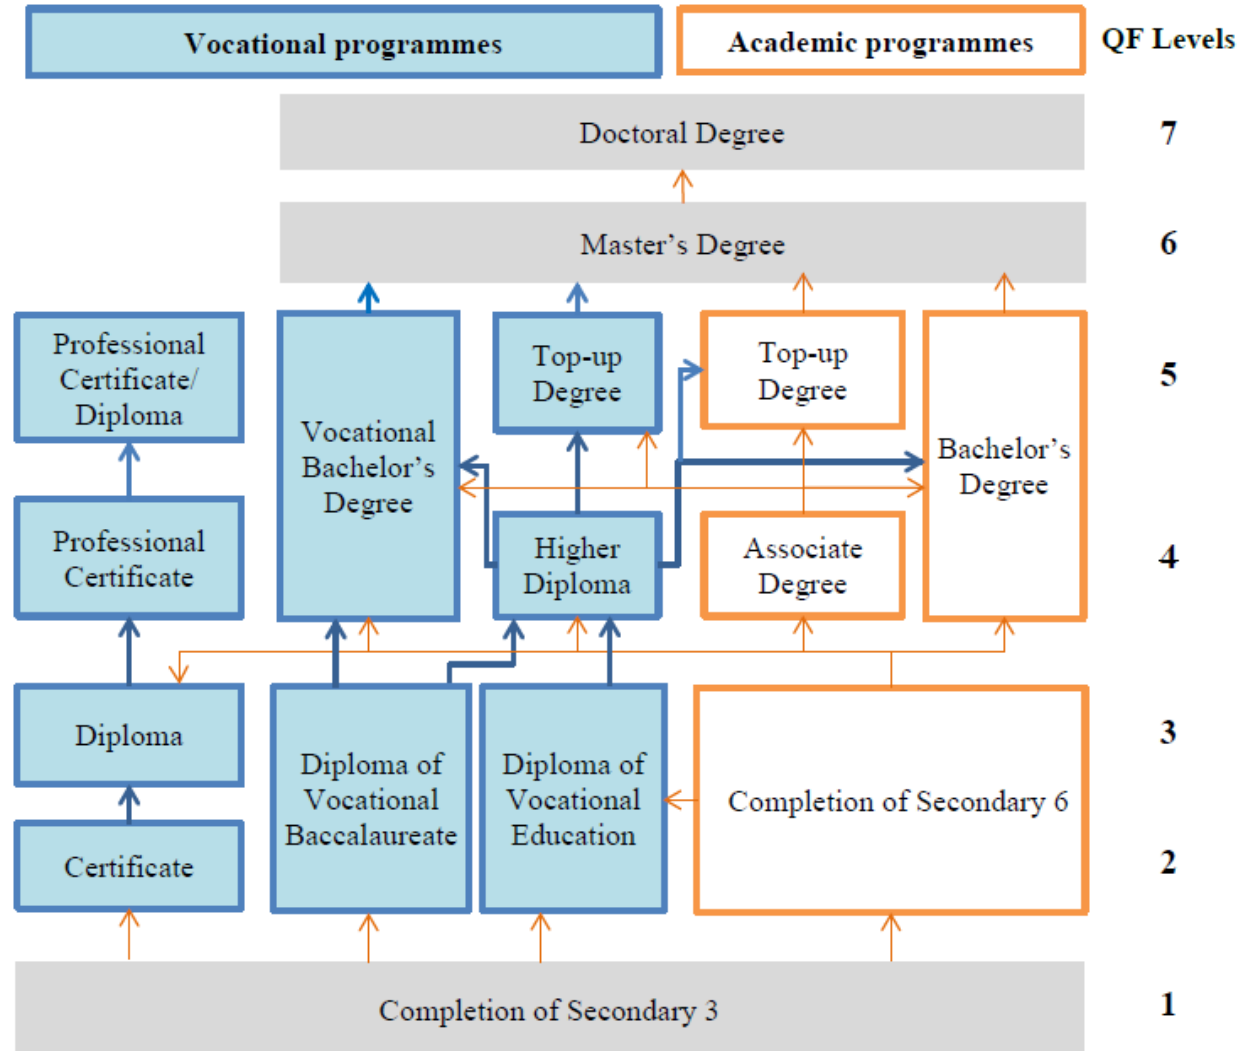 Vocational programmes
Academic programmes
QF Levels
Doctoral Degree
7
Master's Degree
6
Professional
Certificate/
Diploma
Vocational
Bachelor's
Degree
Top-up
Degree
Top-up
Degree
Bachelor's
Degree
5
Professional
Certificate
Higher
Diploma
Associate
Degree
4
Diploma
Diploma of
Vocational
Baccalaureate
Diploma of
Vocational
Education
Completion of Secondary 6
3
Certificate
2
Completion of Secondary 3
1